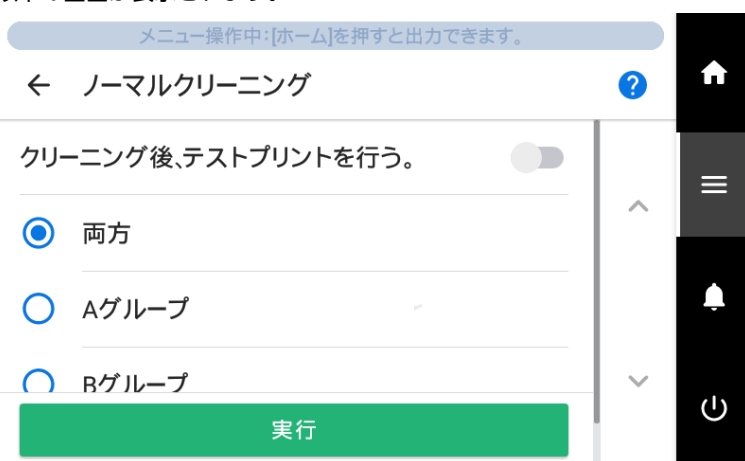 メニュー操作中:[ホーム]を押すと出力できます。
ノーマルクリーニング
?
クリーニング後、テストプリントを行う。
両方
Aグループ
Bグループ
実行